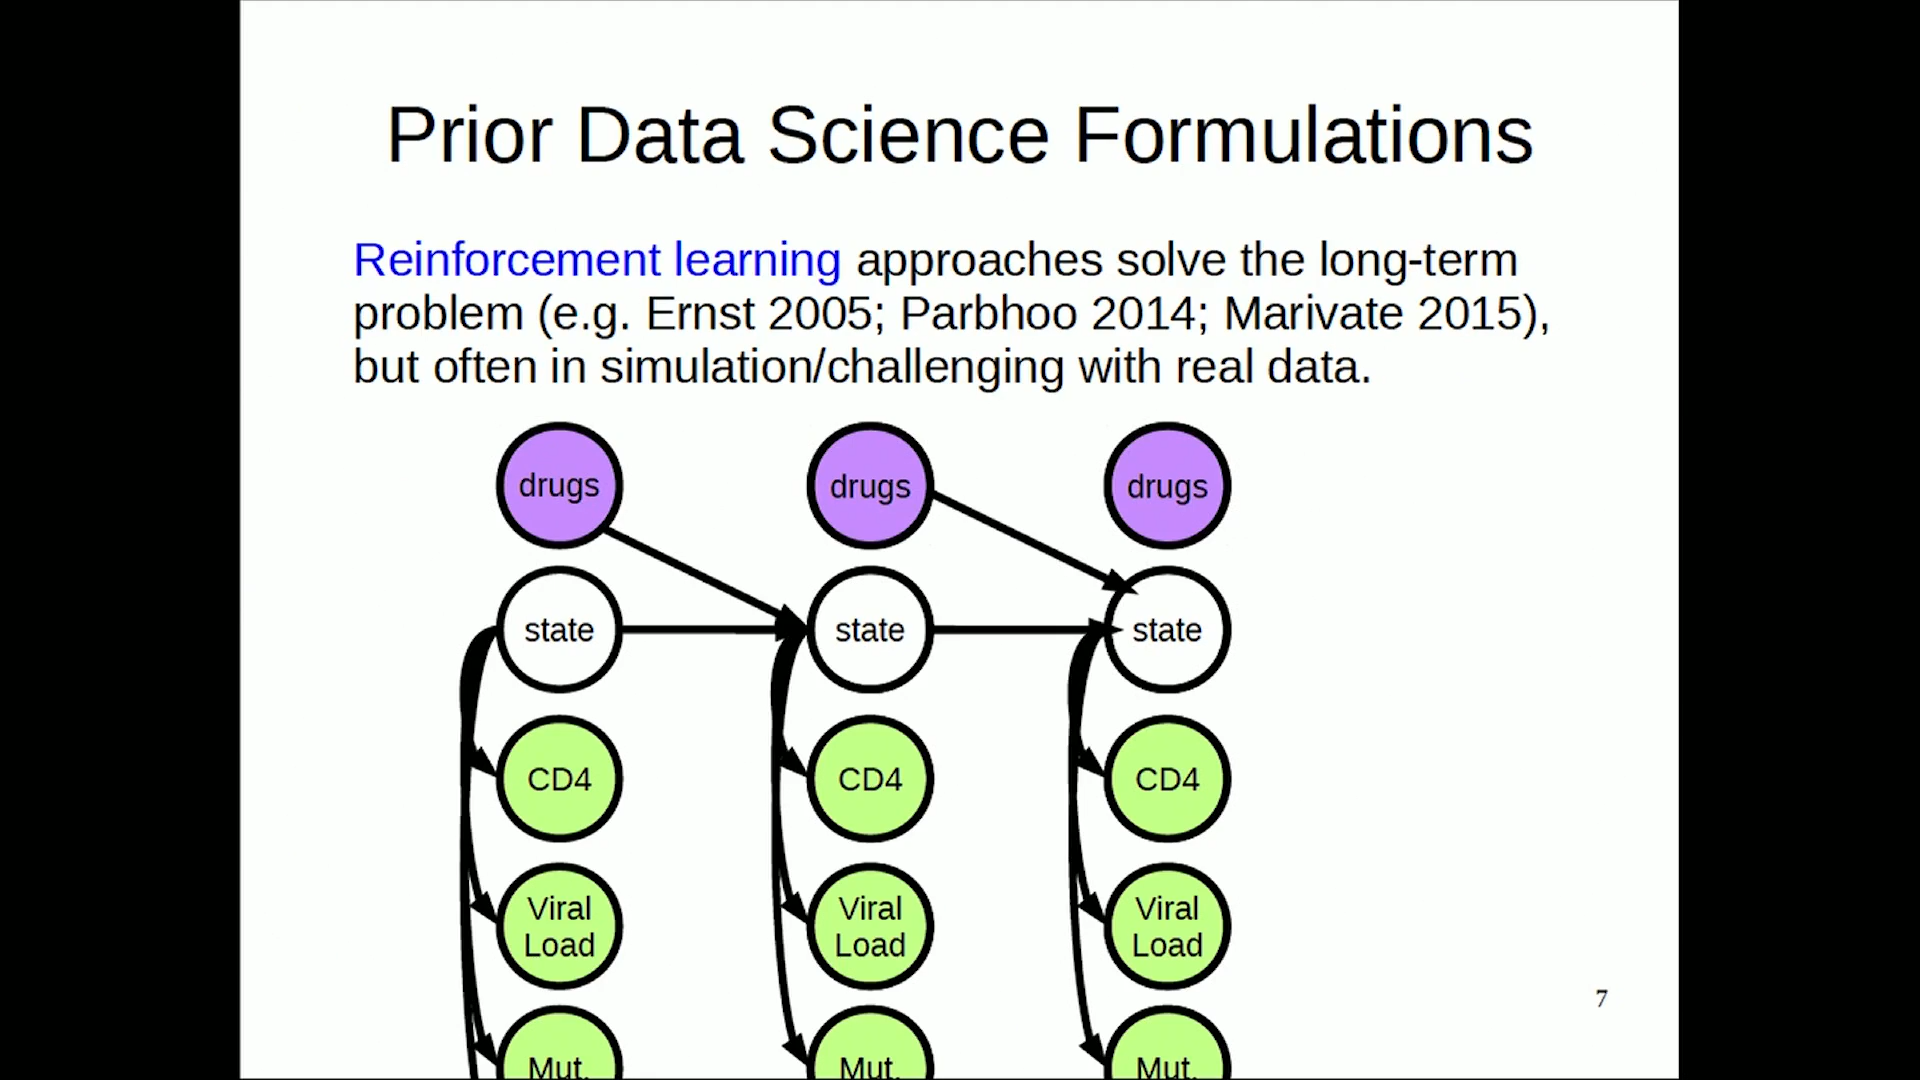 Prior Data Science Formulations
Reinforcement learning approaches solve the long-term
problem (e.g. Ernst 2005; Parbhoo 2014; Marivate 2015),
but often in simulation/challenging with real data.
drugs drugs drugs
state state state
CD4 CD4 CD4
Viral Viral Viral
Load Load Load
7
Mut. Mut. Mut.